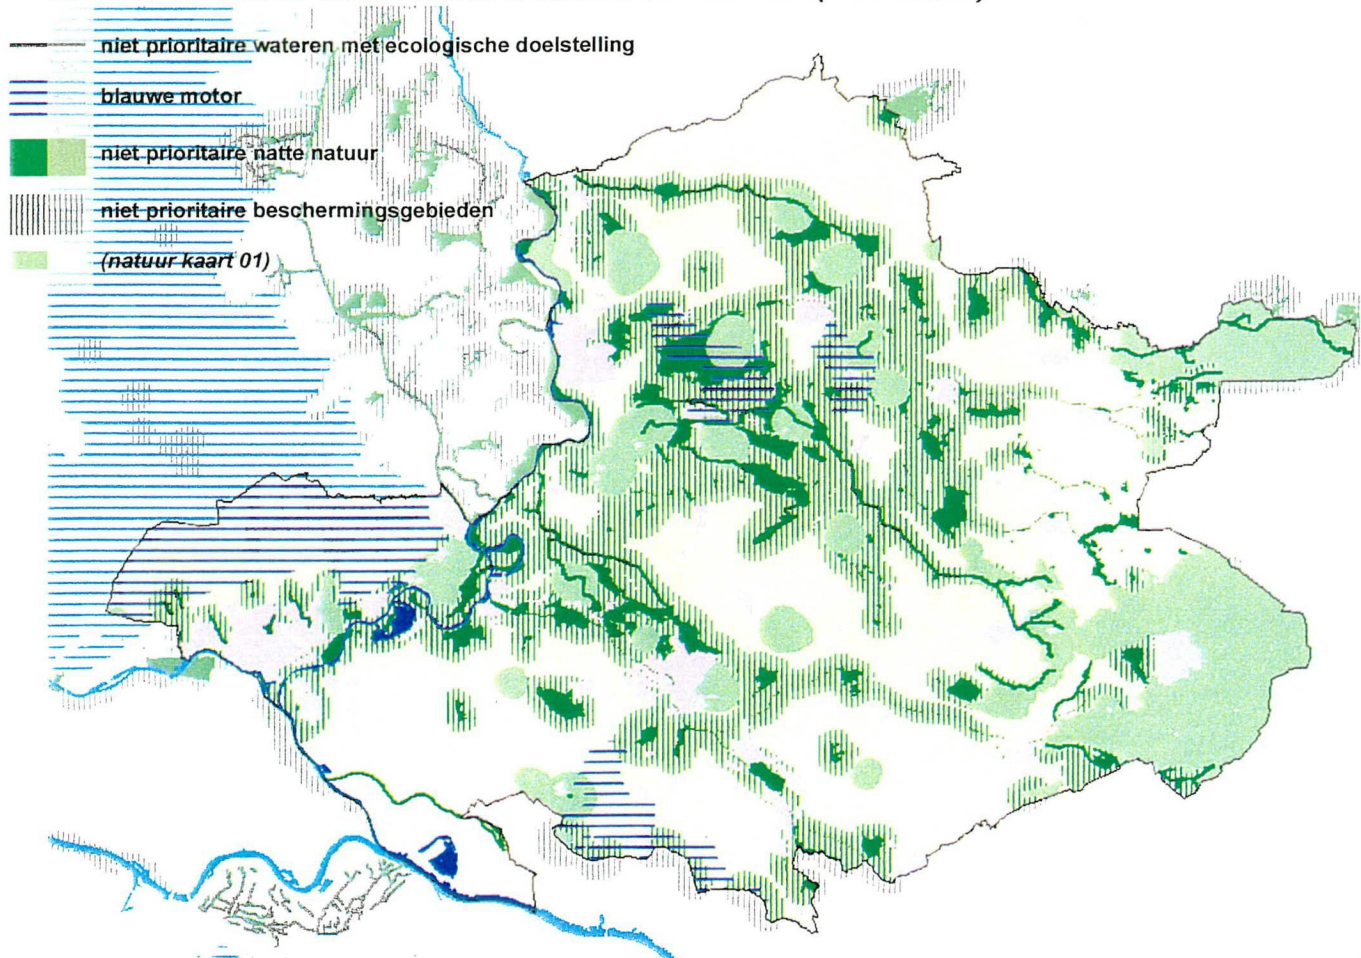 niet prioritaire wateren met ecologische doelstelling
blauwe motor
niet prioritaire natte natuur
niet prioritaire beschermingsgebieden
(natuur kaart 01)